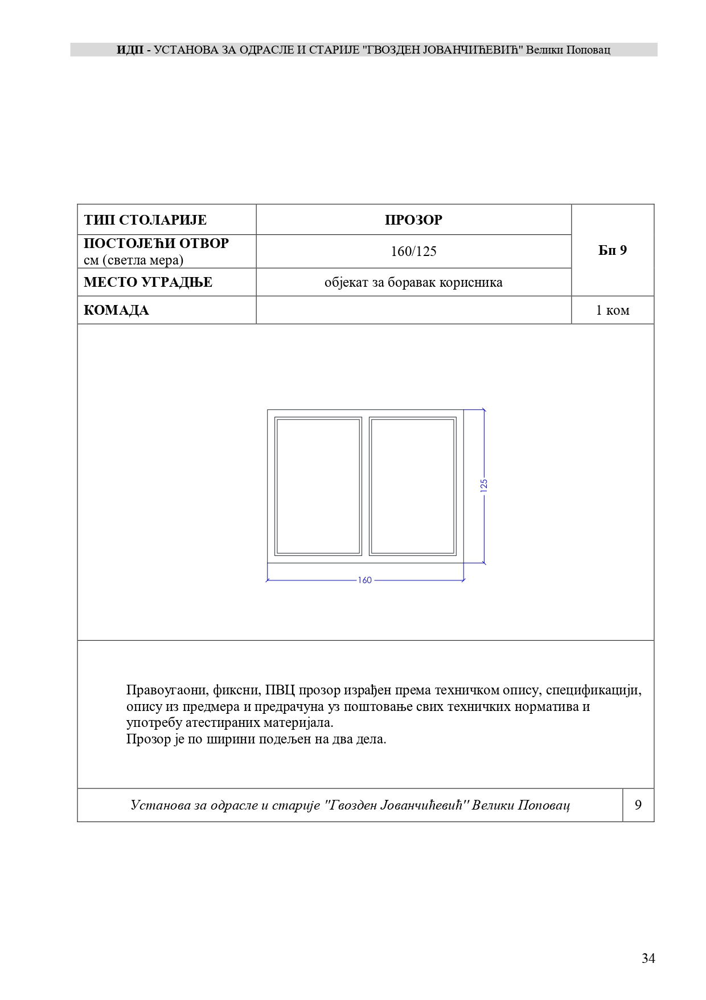 ИДП - УСТАНОВА ЗА ОДРАСЛЕ И СТАРИЈЕ "ГВОЗДЕН ЈОВАНЧИЋЕВИЋ" Велики Поповац
ТИП СТОЛАРИЈЕ
ПРОЗОР
Бп 9
ПОСТОЈЕЋИ ОТВОР
см (светла мера)
160/125
МЕСТО УГРАДЊЕ
објекат за боравак корисника
КОМАДА
1 ком
125
160
Правоугаони, фиксни, ПВЦ прозор израђен према техничком опису, спецификацији,
опису из предмера и предрачуна уз поштовање свих техничких норматива и
употребу атестираних материјала.
Прозор је по ширини подељен на два дела.
Установа за одрасле и старије "Гвозден Јованчићевић" Велики Поповац
9
34